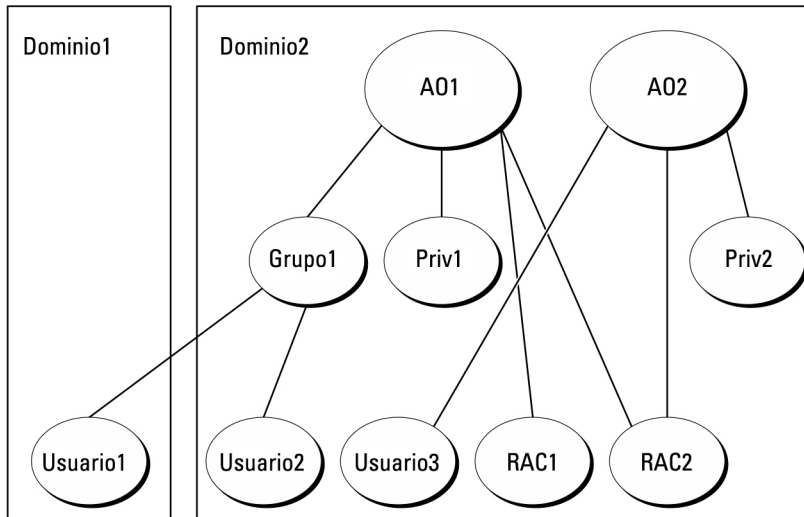 Dominio1
Dominio2
AO1
AO2
Grupo1
Priv1
Priv2
Usuario1
Usuario2
Usuario3
RAC1
RAC2